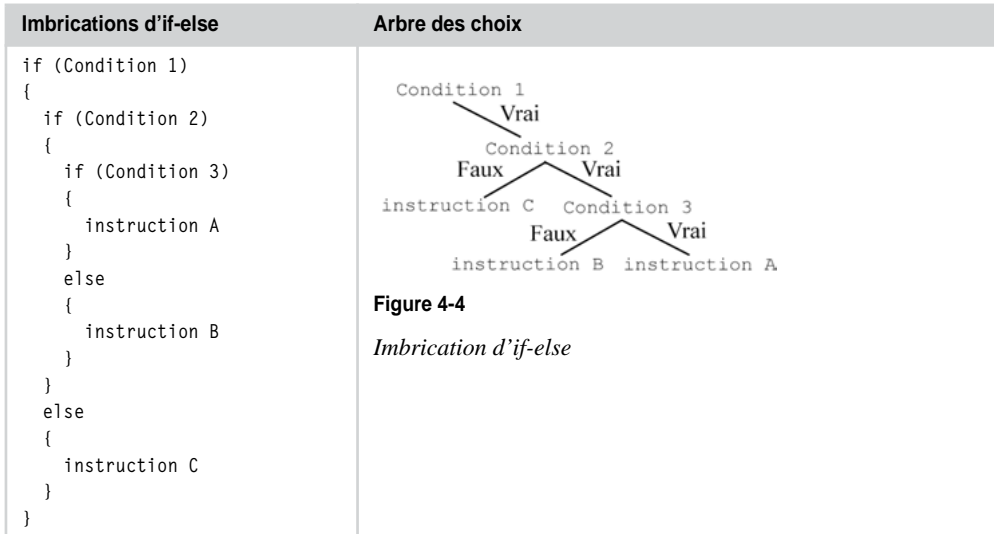 Imbrications d'if-else
Arbre des choix
if (Condition 1)
{
if (Condition 2)
{
if (Condition 3)
{
instruction A
}
else
{
instruction B
}
}
else
{
instruction C
}
}
Condition 1
Vrai
Condition 2
Faux Vrai
instruction C Condition 3
Faux Vrai
instruction B instruction A
Figure 4-4
Imbrication d'if-else